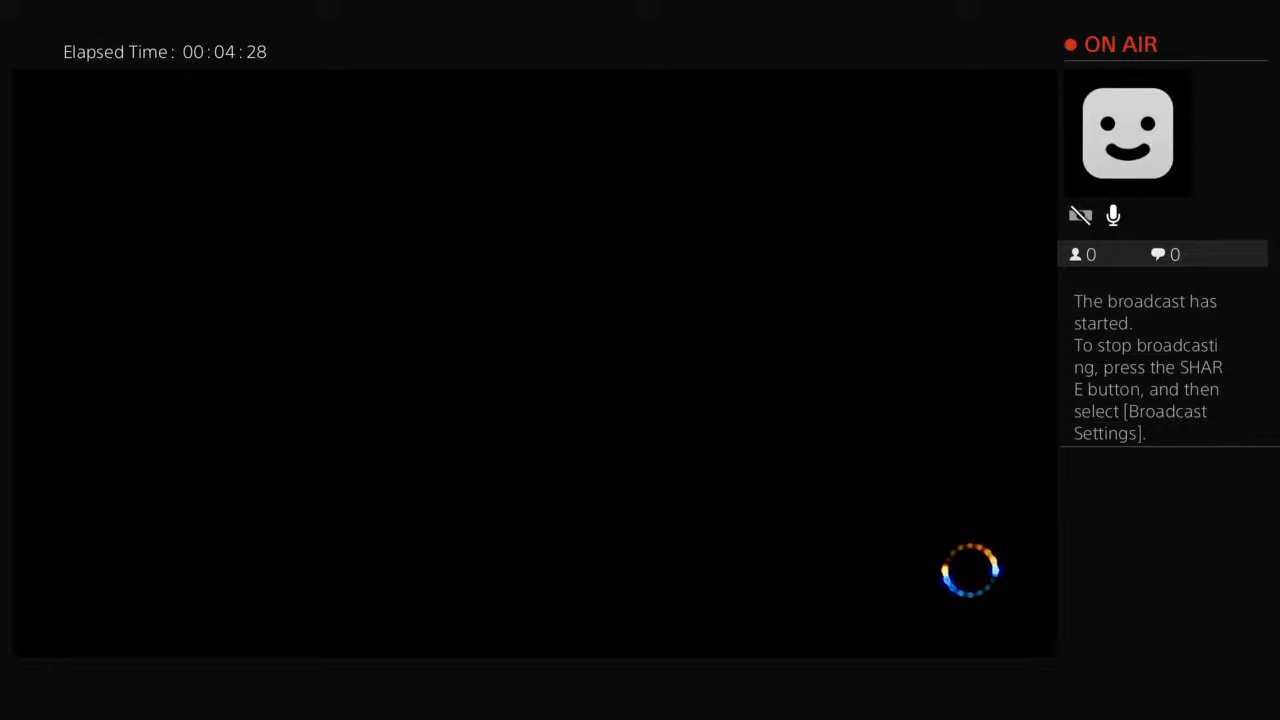 Elapsed Time: 00:04:28
ON AIR
0 0
The broadcast has
started.
To stop broadcasti
ng, press the SHAR
E button, and then
select [Broadcast
Settings].